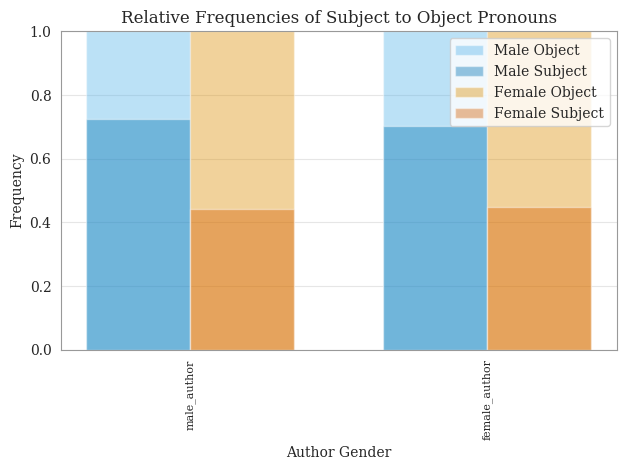 Relative Frequencies of Subject to Object Pronouns
1.0
0.8
0.6
0.4
0.2
0.0
Frequency
Male Object
Male Subject
Female Object
Female Subject
male_author
female_author
Author Gender